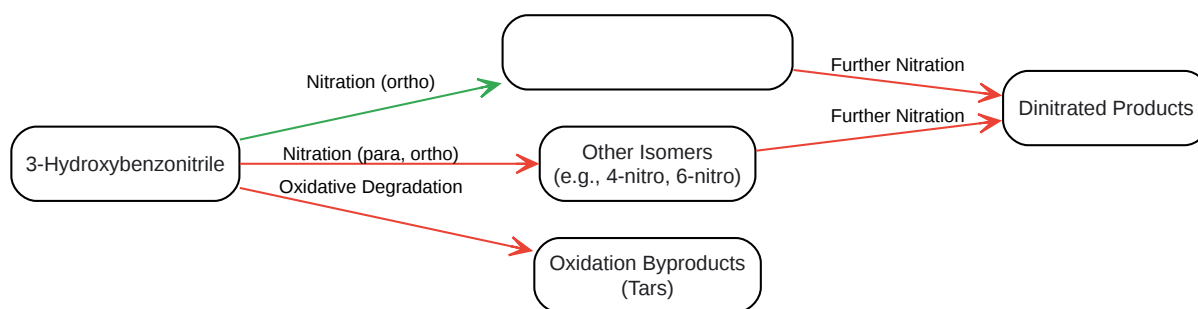 Nitration (ortho)
Further Nitration
Dinitrated Products
Further Nitration
3-Hydroxybenzonitrile
Nitration (para, ortho)
Other Isomers
(e.g., 4-nitro, 6-nitro)
Oxidative Degradation
Oxidation Byproducts
(Tars)